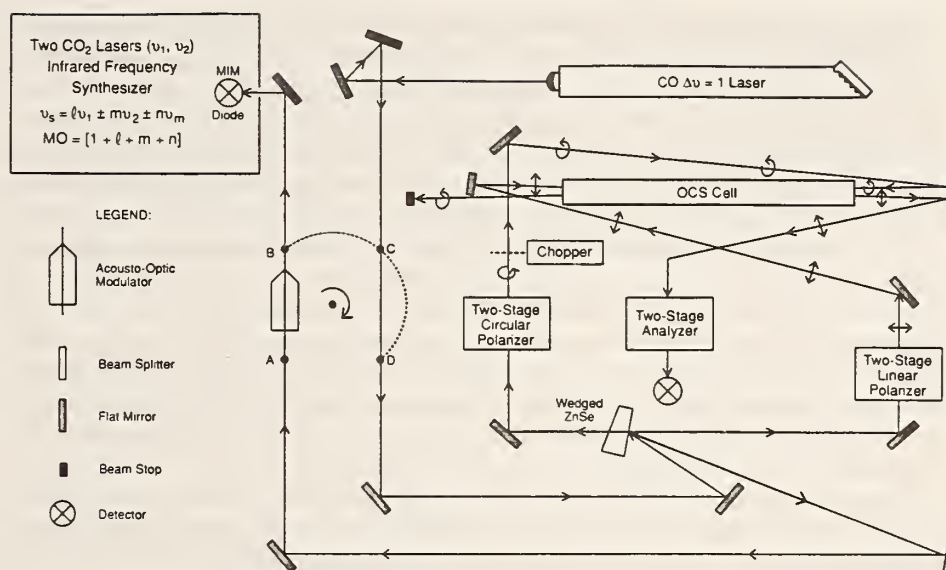 Two CO₂ Lasers (υ₁, υ₂)
Infrared Frequency
Synthesizer
υₛ = ℓυ₁ ± mυ₂ ± nυₘ
MO = [1 + ℓ + m + n]
MIM
Diode
CO Δυ = 1 Laser
OCS Cell
LEGEND:
Acousto-Optic
Modulator
Beam Splitter
Flat Mirror
Beam Stop
Detector
B
C
A
D
Chopper
Two-Stage
Circular
Polarizer
Two-Stage
Analyzer
Two-Stage
Linear
Polarizer
Wedged
ZnSe